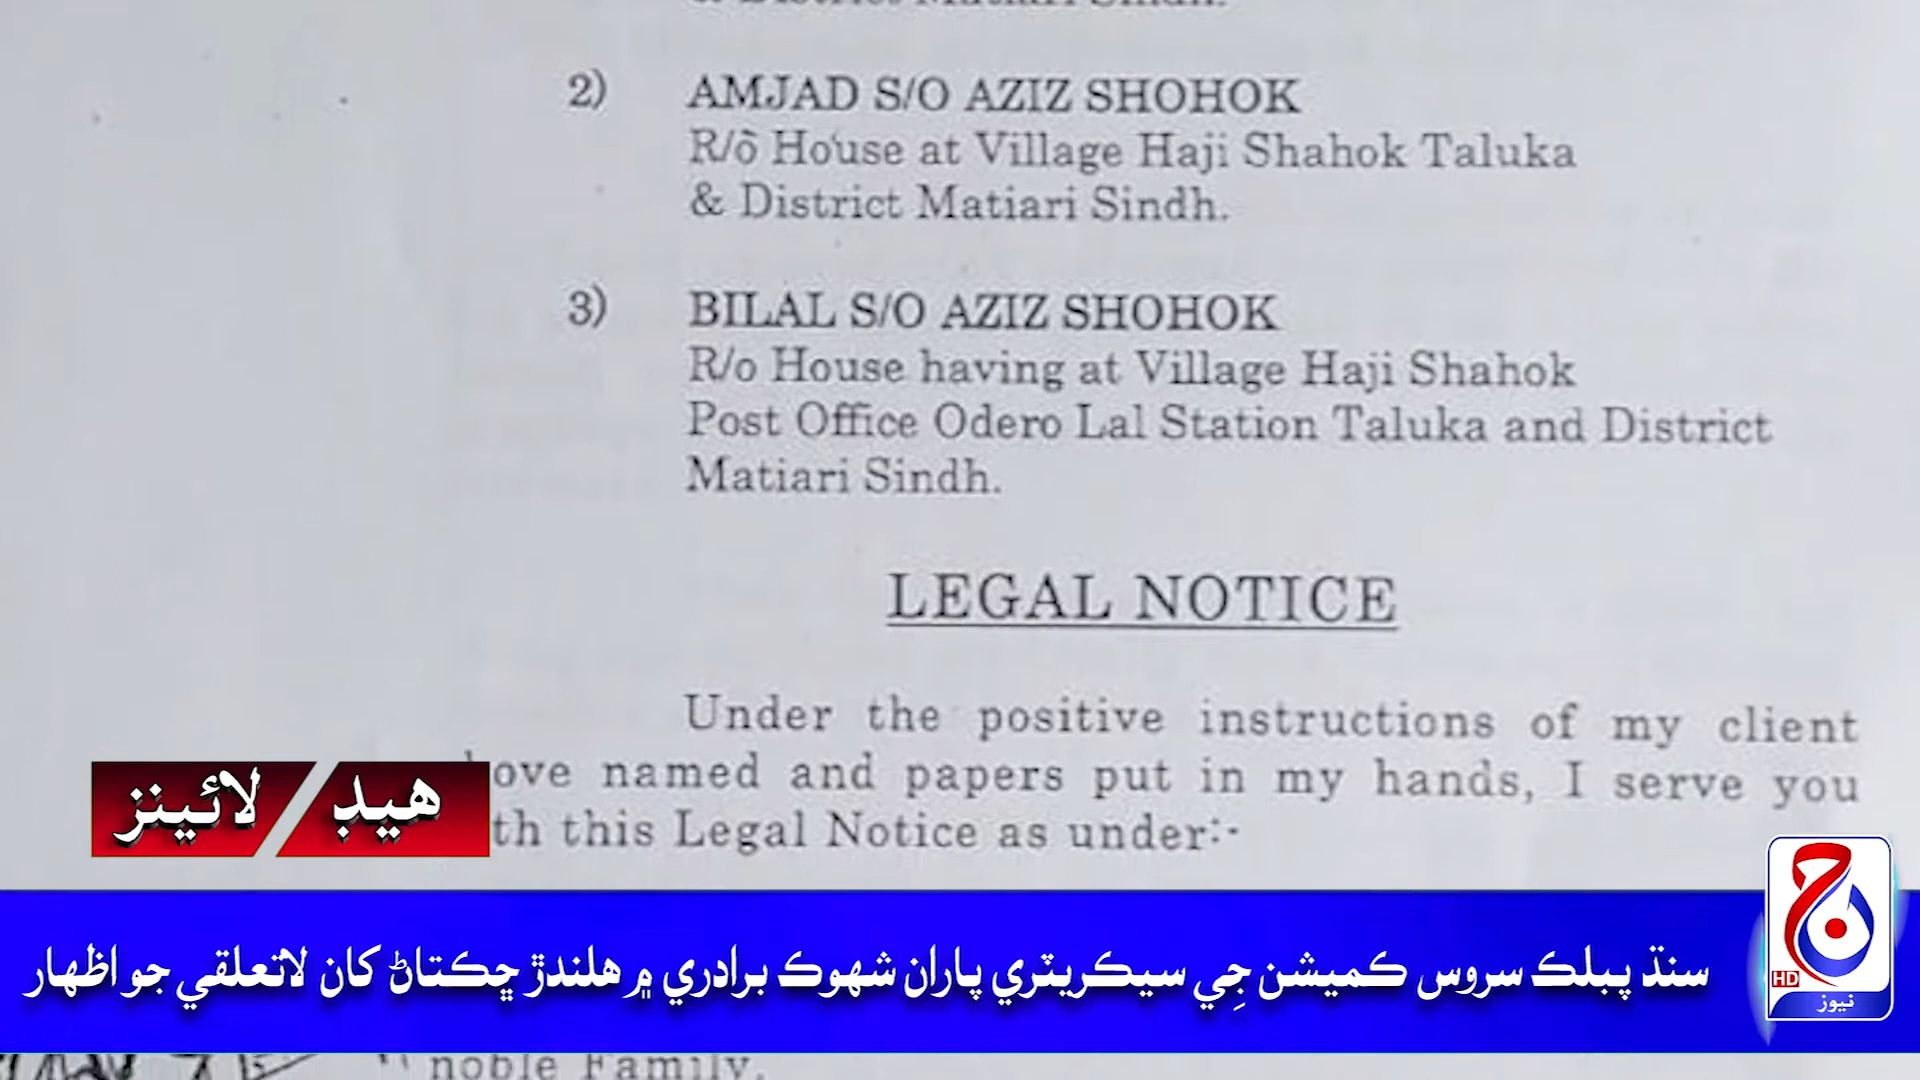 & District Matiari Sindh.
2) AMJAD S/O AZIZ SHOHOK
R/o House at Village Haji Shahok Taluka
& District Matiari Sindh.
3) BILAL S/O AZIZ SHOHOK
R/o House having at Village Haji Shahok
Post Office Odero Lal Station Taluka and District
Matiari Sindh.
LEGAL NOTICE
Under the positive instructions of my client
bove named and papers put in my hands, I serve you
th this Legal Notice as under:-
هيڊ لائينز
سنڌ پبلڪ سروس ڪميشن جِي سيڪريٽري پاران شهوڪ برادري ۾ هلندڙ ڇڪتاڻ کان لاتعلقي جو اظهار
HD
نيوز
noble Family.